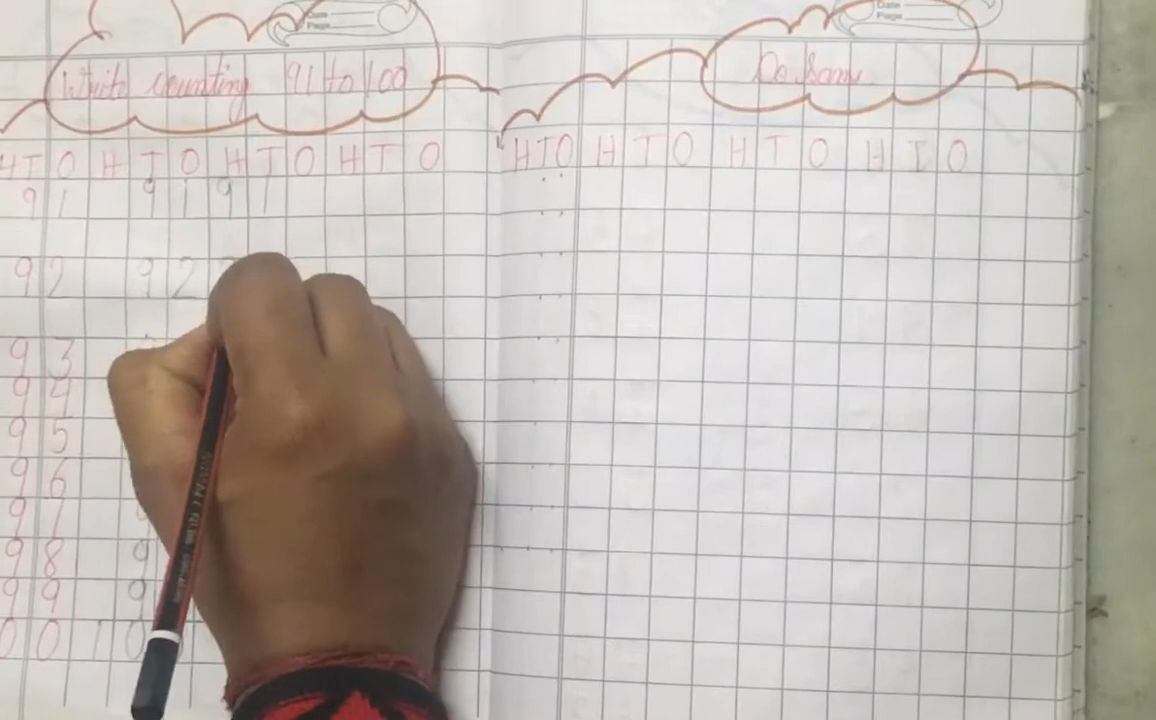 Date
Page
Date
Page
Write counting 91 to 100
Do Same
H T O H T O H T O H T O
H T O H T O H T O H T O
9 1 9 1 9 1
9 2 9 2
9 3
9 4
9 5
9 6
9 7
9 8 9
9 9 9
0 0 1 0